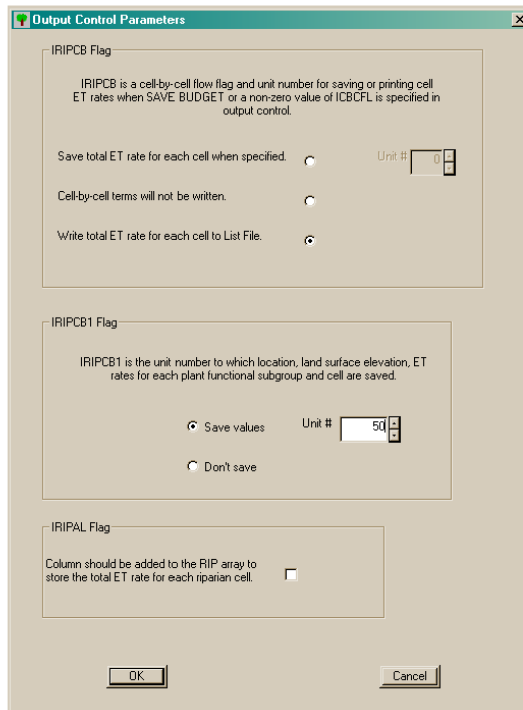 Output Control Parameters
IRIPCB Flag
IRIPCB is a cell-by-cell flow flag and unit number for saving or printing cell
ET rates when SAVE BUDGET or a non-zero value of ICBCFL is specified in
output control.
Save total ET rate for each cell when specified.
Unit # 0
Cell-by-cell terms will not be written.
Write total ET rate for each cell to List File.
IRIPCB1 Flag
IRIPCB1 is the unit number to which location, land surface elevation, ET
rates for each plant functional subgroup and cell are saved.
Save values
Unit # 50
Don't save
IRIPAL Flag
Column should be added to the RIP array to
store the total ET rate for each riparian cell.
OK
Cancel